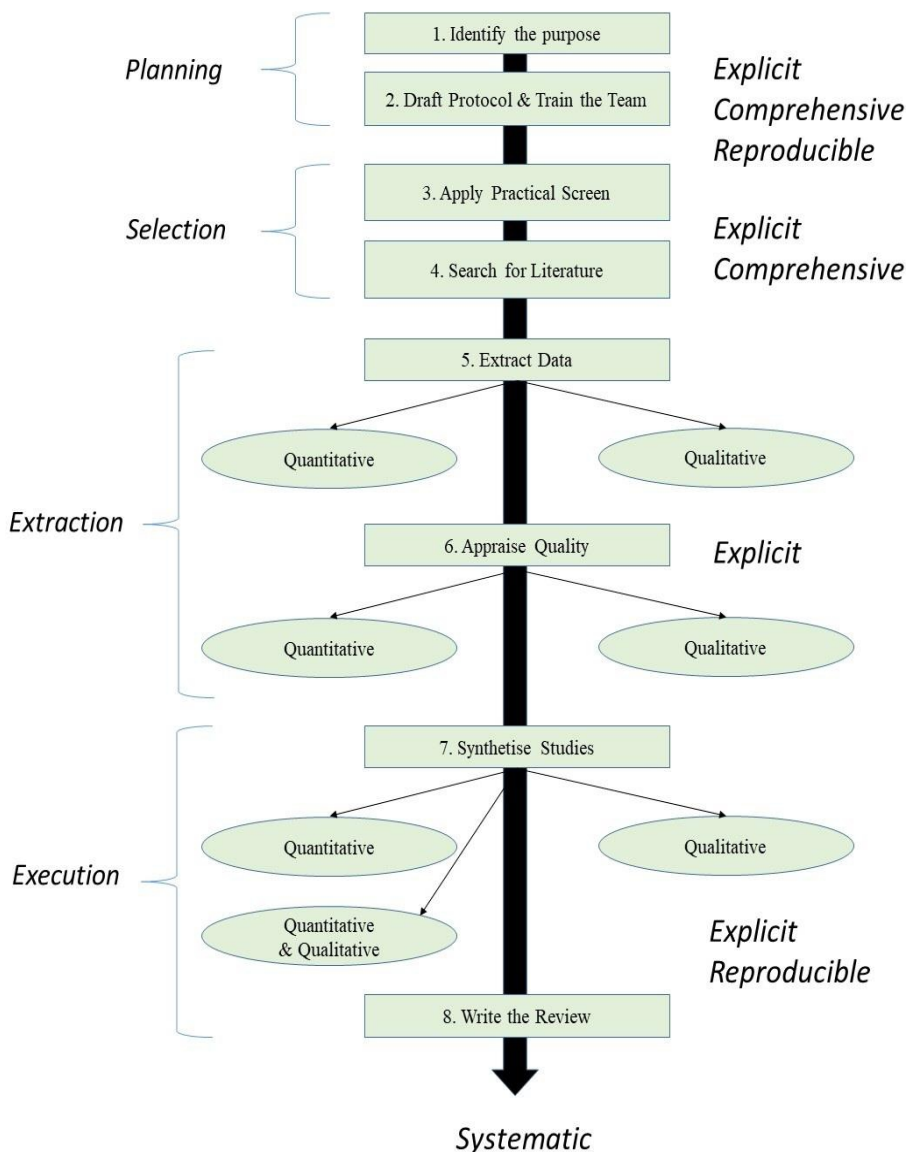 1. Identify the purpose
Planning
2. Draft Protocol & Train the Team
Explicit
Comprehensive
Reproducible
3. Apply Practical Screen
Selection
4. Search for Literature
Explicit
Comprehensive
5. Extract Data
Quantitative
Qualitative
Extraction
6. Appraise Quality
Explicit
Quantitative
Qualitative
7. Synthetise Studies
Quantitative
Qualitative
Execution
Quantitative
& Qualitative
Explicit
Reproducible
8. Write the Review
Systematic